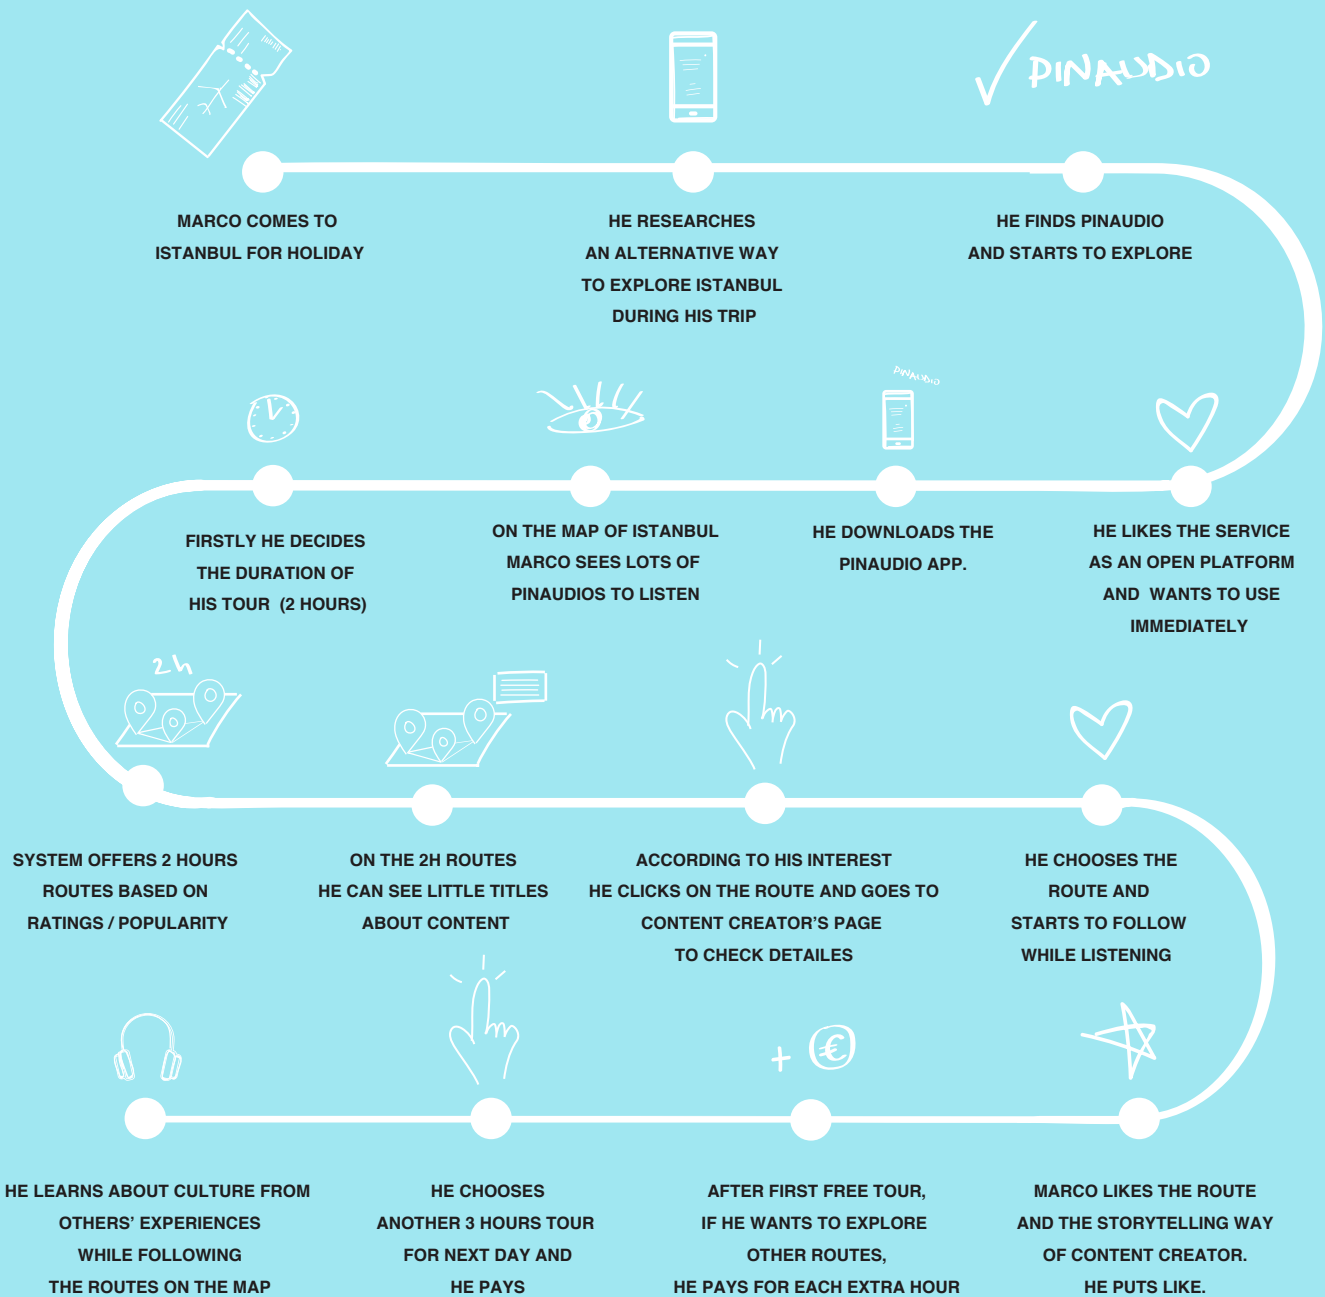 PINAUDIO
MARCO COMES TO
ISTANBUL FOR HOLIDAY
HE RESEARCHES
AN ALTERNATIVE WAY
TO EXPLORE ISTANBUL
DURING HIS TRIP
HE FINDS PINAUDIO
AND STARTS TO EXPLORE
HE LIKES THE SERVICE
AS AN OPEN PLATFORM
AND WANTS TO USE
IMMEDIATELY
PINAUDIO
HE DOWNLOADS THE
PINAUDIO APP.
ON THE MAP OF ISTANBUL
MARCO SEES LOTS OF
PINAUDIOS TO LISTEN
FIRSTLY HE DECIDES
THE DURATION OF
HIS TOUR (2 HOURS)
2h
SYSTEM OFFERS 2 HOURS
ROUTES BASED ON
RATINGS / POPULARITY
ON THE 2H ROUTES
HE CAN SEE LITTLE TITLES
ABOUT CONTENT
ACCORDING TO HIS INTEREST
HE CLICKS ON THE ROUTE AND GOES TO
CONTENT CREATOR'S PAGE
TO CHECK DETAILES
HE CHOOSES THE
ROUTE AND
STARTS TO FOLLOW
WHILE LISTENING
MARCO LIKES THE ROUTE
AND THE STORYTELLING WAY
OF CONTENT CREATOR.
HE PUTS LIKE.
+ €
AFTER FIRST FREE TOUR,
IF HE WANTS TO EXPLORE
OTHER ROUTES,
HE PAYS FOR EACH EXTRA HOUR
HE CHOOSES
ANOTHER 3 HOURS TOUR
FOR NEXT DAY AND
HE PAYS
HE LEARNS ABOUT CULTURE FROM
OTHERS' EXPERIENCES
WHILE FOLLOWING
THE ROUTES ON THE MAP